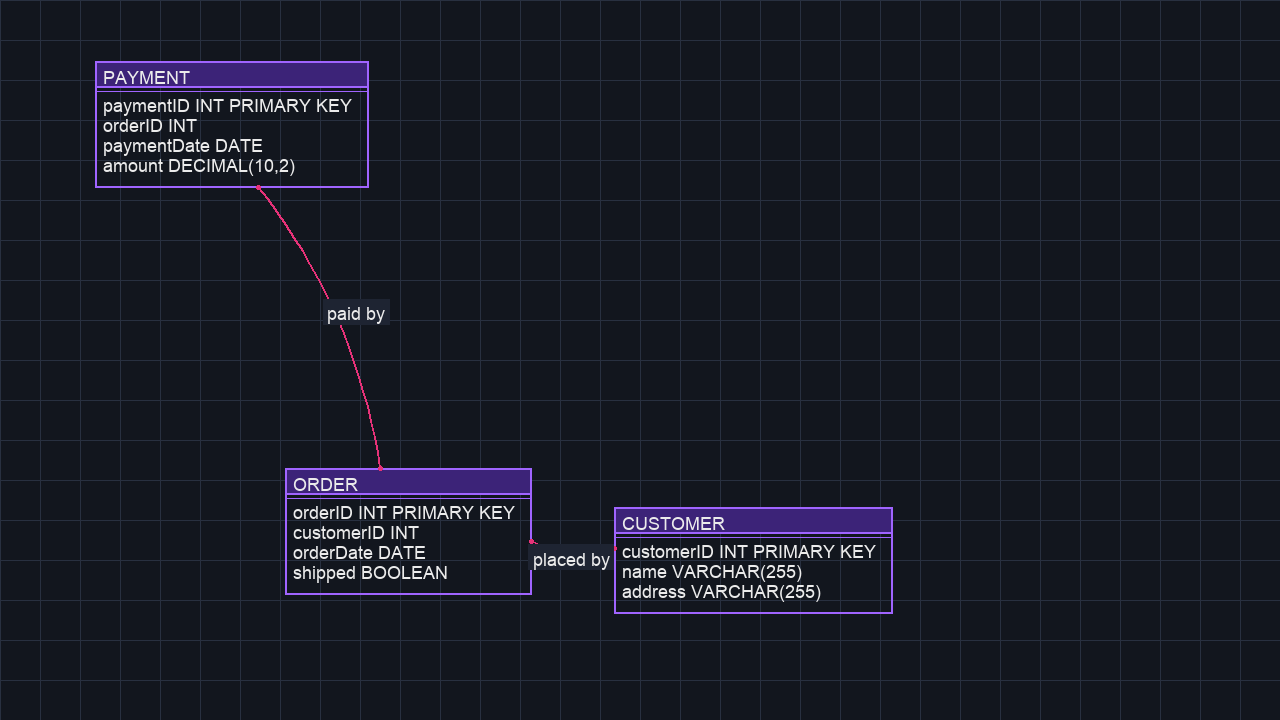 PAYMENT
paymentID INT PRIMARY KEY
orderID INT
paymentDate DATE
amount DECIMAL(10,2)
paid by
ORDER
orderID INT PRIMARY KEY
customerID INT
orderDate DATE
shipped BOOLEAN
placed by
CUSTOMER
customerID INT PRIMARY KEY
name VARCHAR(255)
address VARCHAR(255)